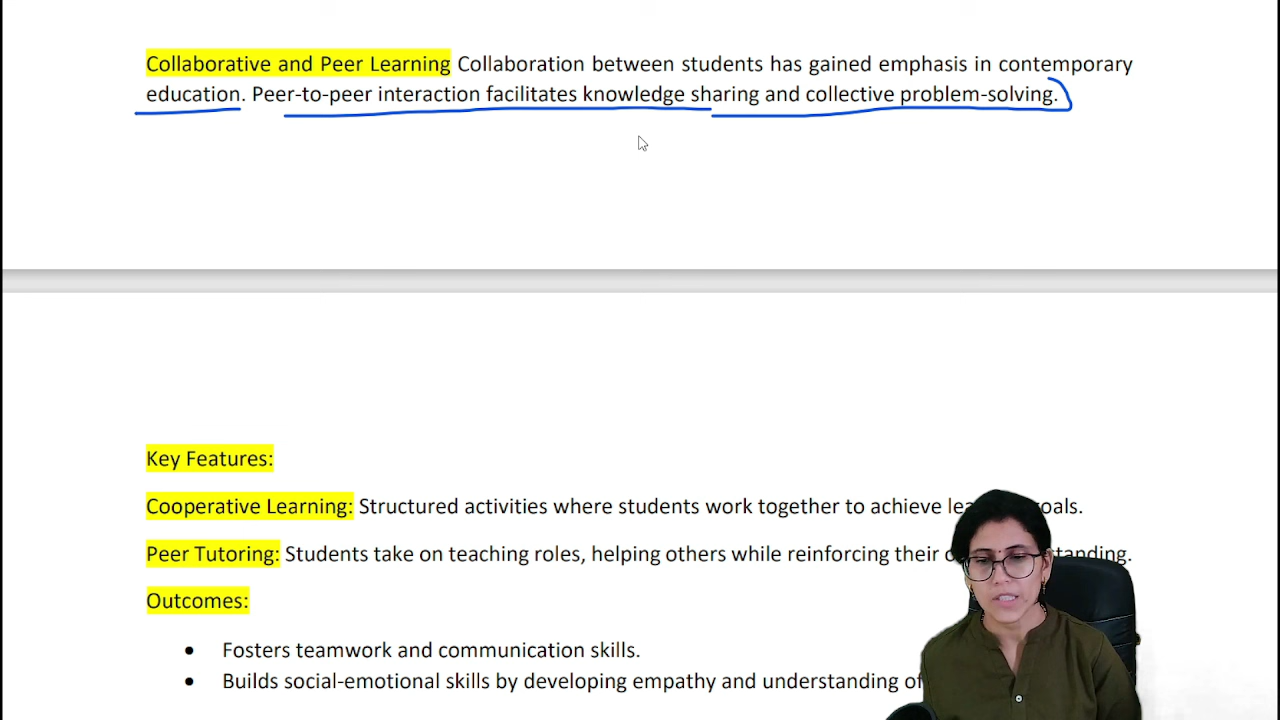 Collaborative and Peer Learning Collaboration between students has gained emphasis in contemporary
education. Peer-to-peer interaction facilitates knowledge sharing and collective problem-solving.
Key Features:
Cooperative Learning: Structured activities where students work together to achieve oals.
Peer Tutoring: Students take on teaching roles, helping others while reinforcing their tanding.
Outcomes:
• Fosters teamwork and communication skills.
• Builds social-emotional skills by developing empathy and understanding of